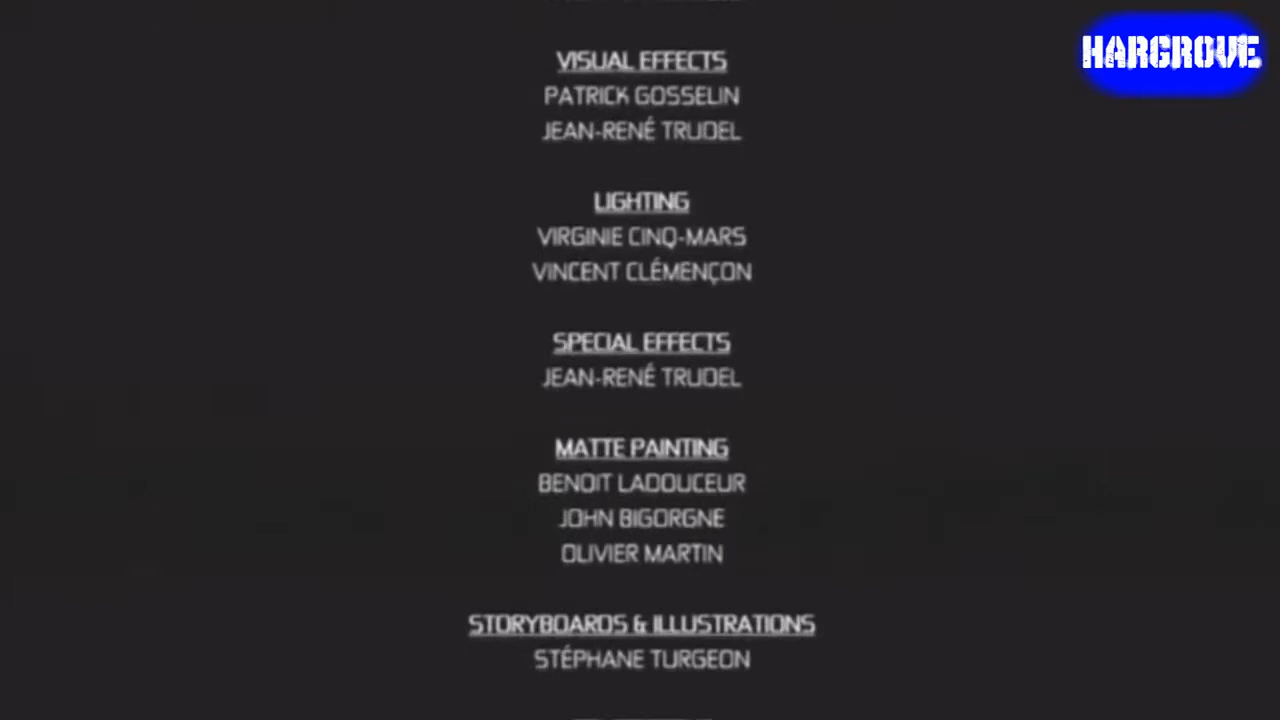 HARGROVE
VISUAL EFFECTS
PATRICK GOSSELIN
JEAN-RENÉ TRUDEL
LIGHTING
VIRGINIE CINQ-MARS
VINCENT CLÉMENÇON
SPECIAL EFFECTS
JEAN-RENÉ TRUDEL
MATTE PAINTING
BENOIT LADOUCEUR
JOHN BIGORGNE
OLIVIER MARTIN
STORYBOARDS & ILLUSTRATIONS
STÉPHANE TURGEON